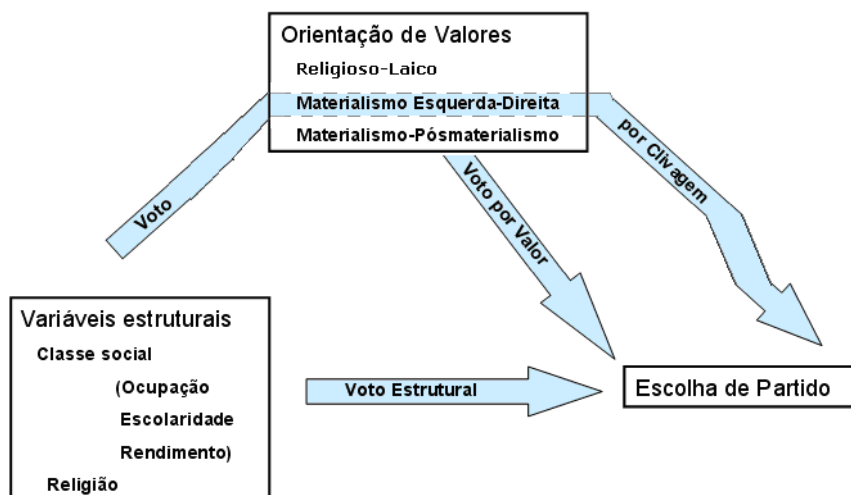 Orientação de Valores
Religioso-Laico
Materialismo Esquerda-Direita
Materialismo-Pósmaterialismo
Voto
por Clivagem
Voto por Valor
Variáveis estruturais
Classe social
(Ocupação
Escolaridade
Rendimento)
Religião
Voto Estrutural
Escolha de Partido